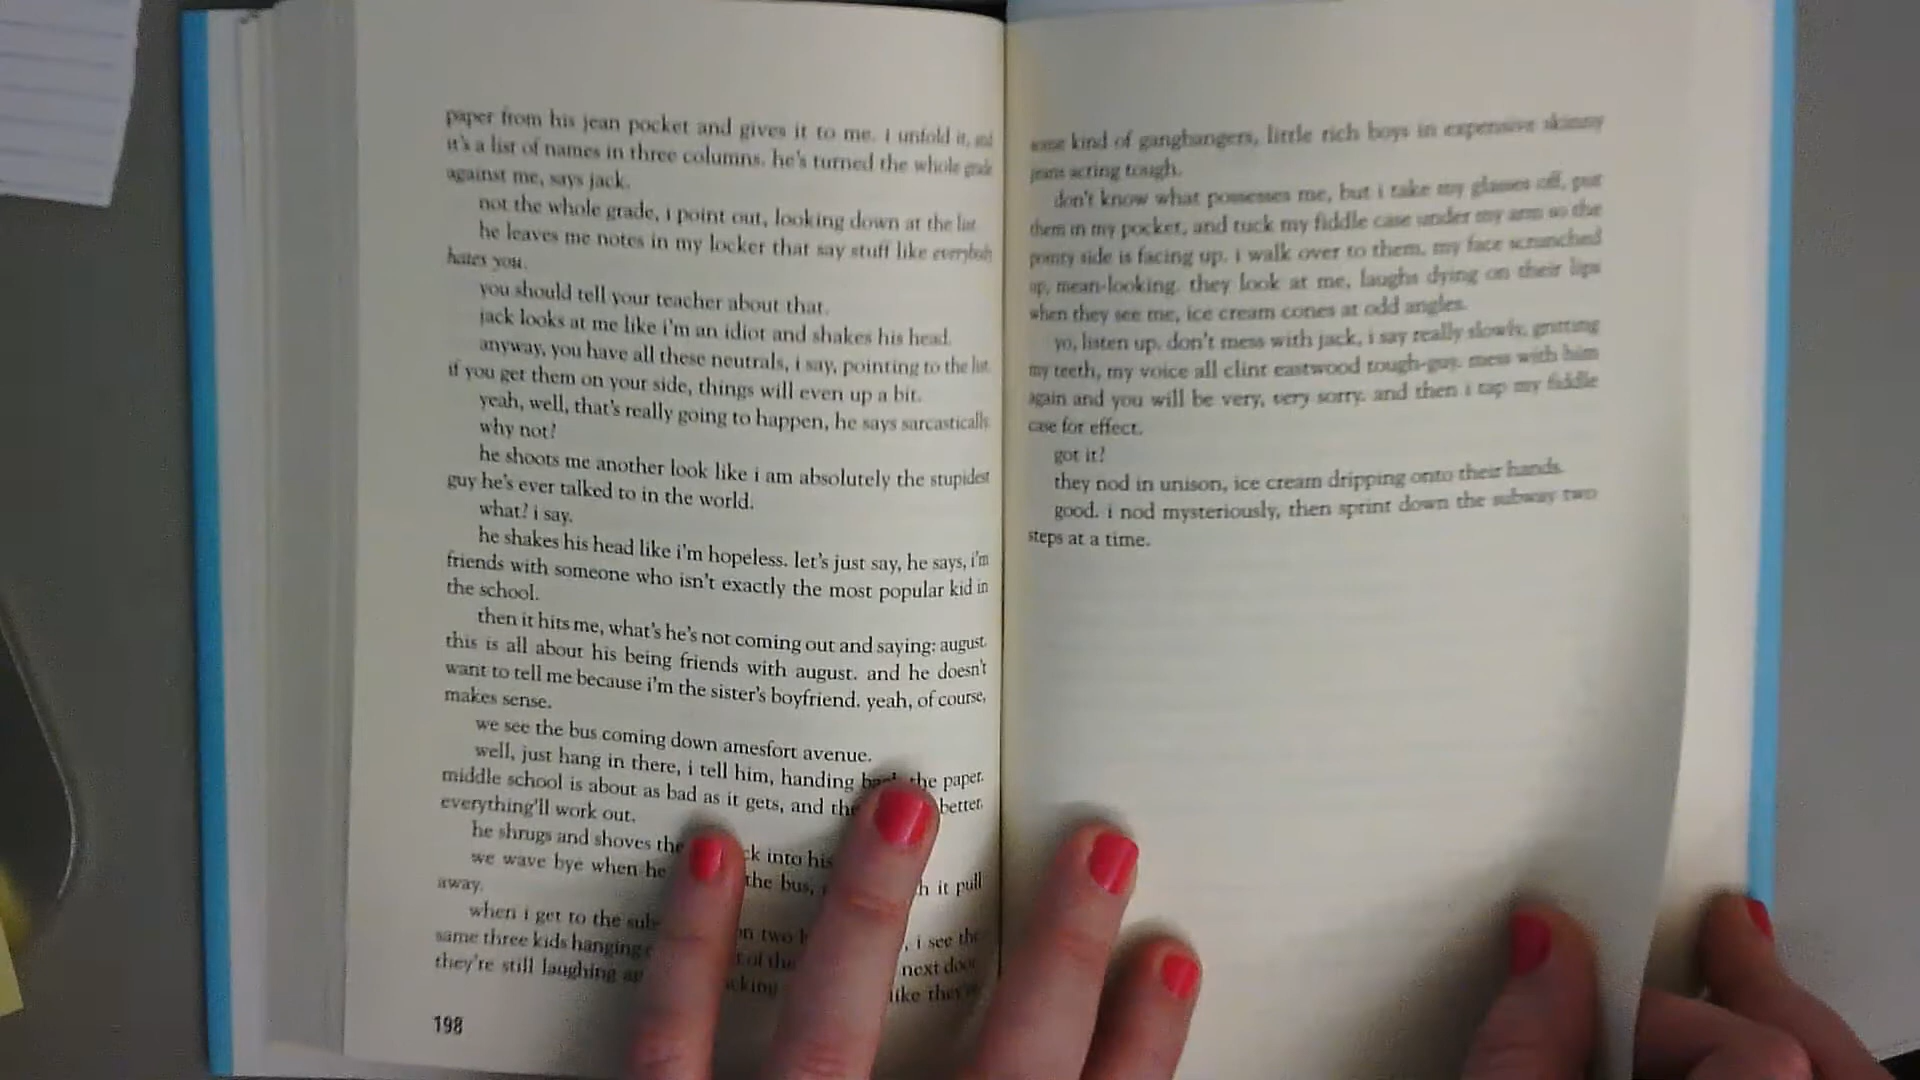 paper from his jean pocket and gives it to me. i unfold it, and
it's a list of names in three columns. he's turned the whole grade
against me, says jack.
not the whole grade, i point out, looking down at the list.
he leaves me notes in my locker that say stuff like everybody
hates you.
you should tell your teacher about that.
jack looks at me like i'm an idiot and shakes his head.
anyway, you have all these neutrals, i say, pointing to the list.
if you get them on your side, things will even up a bit.
yeah, well, that's really going to happen, he says sarcastically.
why not?
he shoots me another look like i am absolutely the stupidest
guy he's ever talked to in the world.
what? i say.
he shakes his head like i'm hopeless. let's just say, he says, i'm
friends with someone who isn't exactly the most popular kid in
the school.
then it hits me, what's he's not coming out and saying: august.
this is all about his being friends with august. and he doesn't
want to tell me because i'm the sister's boyfriend. yeah, of course,
makes sense.
we see the bus coming down amesfort avenue.
well, just hang in there, i tell him, handing back the paper.
middle school is about as bad as it gets, and the better.
everything'll work out.
he shrugs and shoves the into his
we wave bye when he the bus, it pull
away.
when i get to the on two , i see the
same three kids hanging of the next door.
they're still laughing like they're
198
some kind of gangbangers, little rich boys in expensive skinny
jeans acting tough.
don't know what possesses me, but i take my glasses off, put
them in my pocket, and tuck my fiddle case under my arm so the
pointy side is facing up. i walk over to them, my face scrunched
up, mean-looking. they look at me, laughs dying on their lips
when they see me, ice cream cones at odd angles.
yo, listen up. don't mess with jack, i say really slowly, gritting
my teeth, my voice all clint eastwood tough-guy. mess with him
again and you will be very, very sorry. and then i tap my fiddle
case for effect.
got it?
they nod in unison, ice cream dripping onto their hands.
good. i nod mysteriously, then sprint down the subway two
steps at a time.